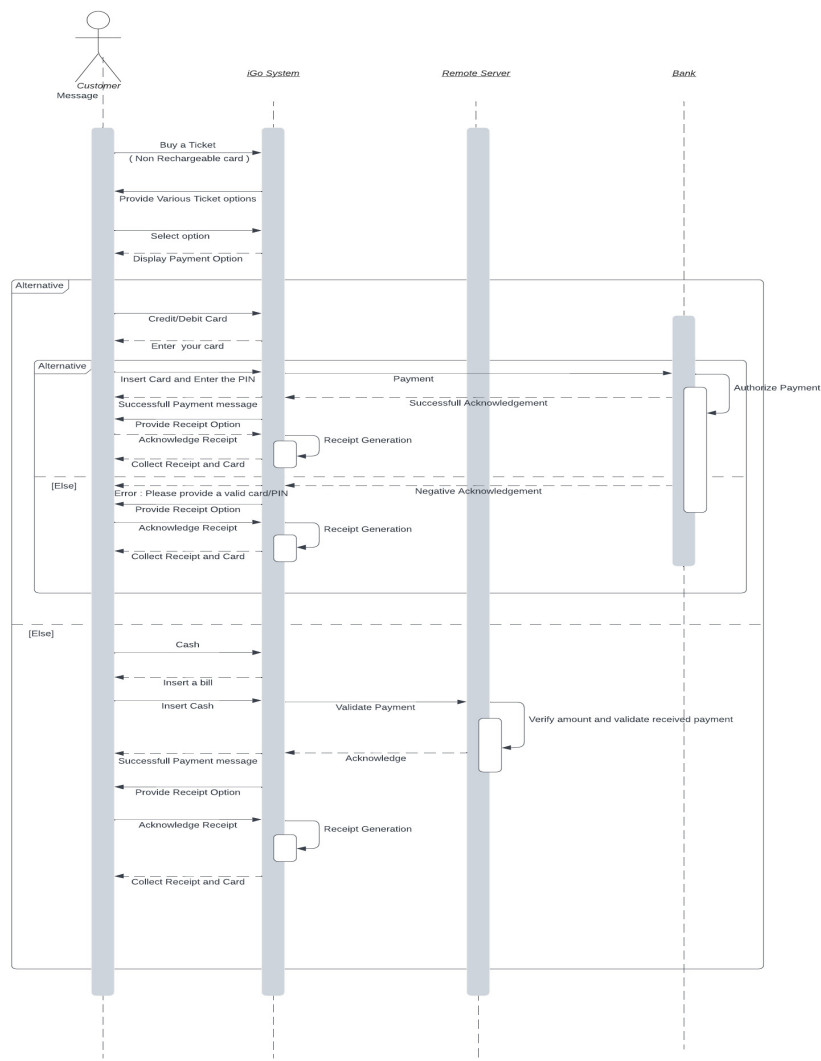 iGo System
Remote Server
Bank
Customer
Message
Buy a Ticket
( Non Rechargeable card )
Provide Various Ticket options
Select option
Display Payment Option
Alternative
Credit/Debit Card
Enter your card
Alternative
Insert Card and Enter the PIN
Payment
Authorize Payment
Successfull Payment message
Successfull Acknowledgement
Provide Receipt Option
Acknowledge Receipt
Receipt Generation
Collect Receipt and Card
[Else]
Error : Please provide a valid card/PIN
Negative Acknowledgement
Provide Receipt Option
Acknowledge Receipt
Receipt Generation
Collect Receipt and Card
[Else]
Cash
Insert a bill
Insert Cash
Validate Payment
Verify amount and validate received payment
Successfull Payment message
Acknowledge
Provide Receipt Option
Acknowledge Receipt
Receipt Generation
Collect Receipt and Card